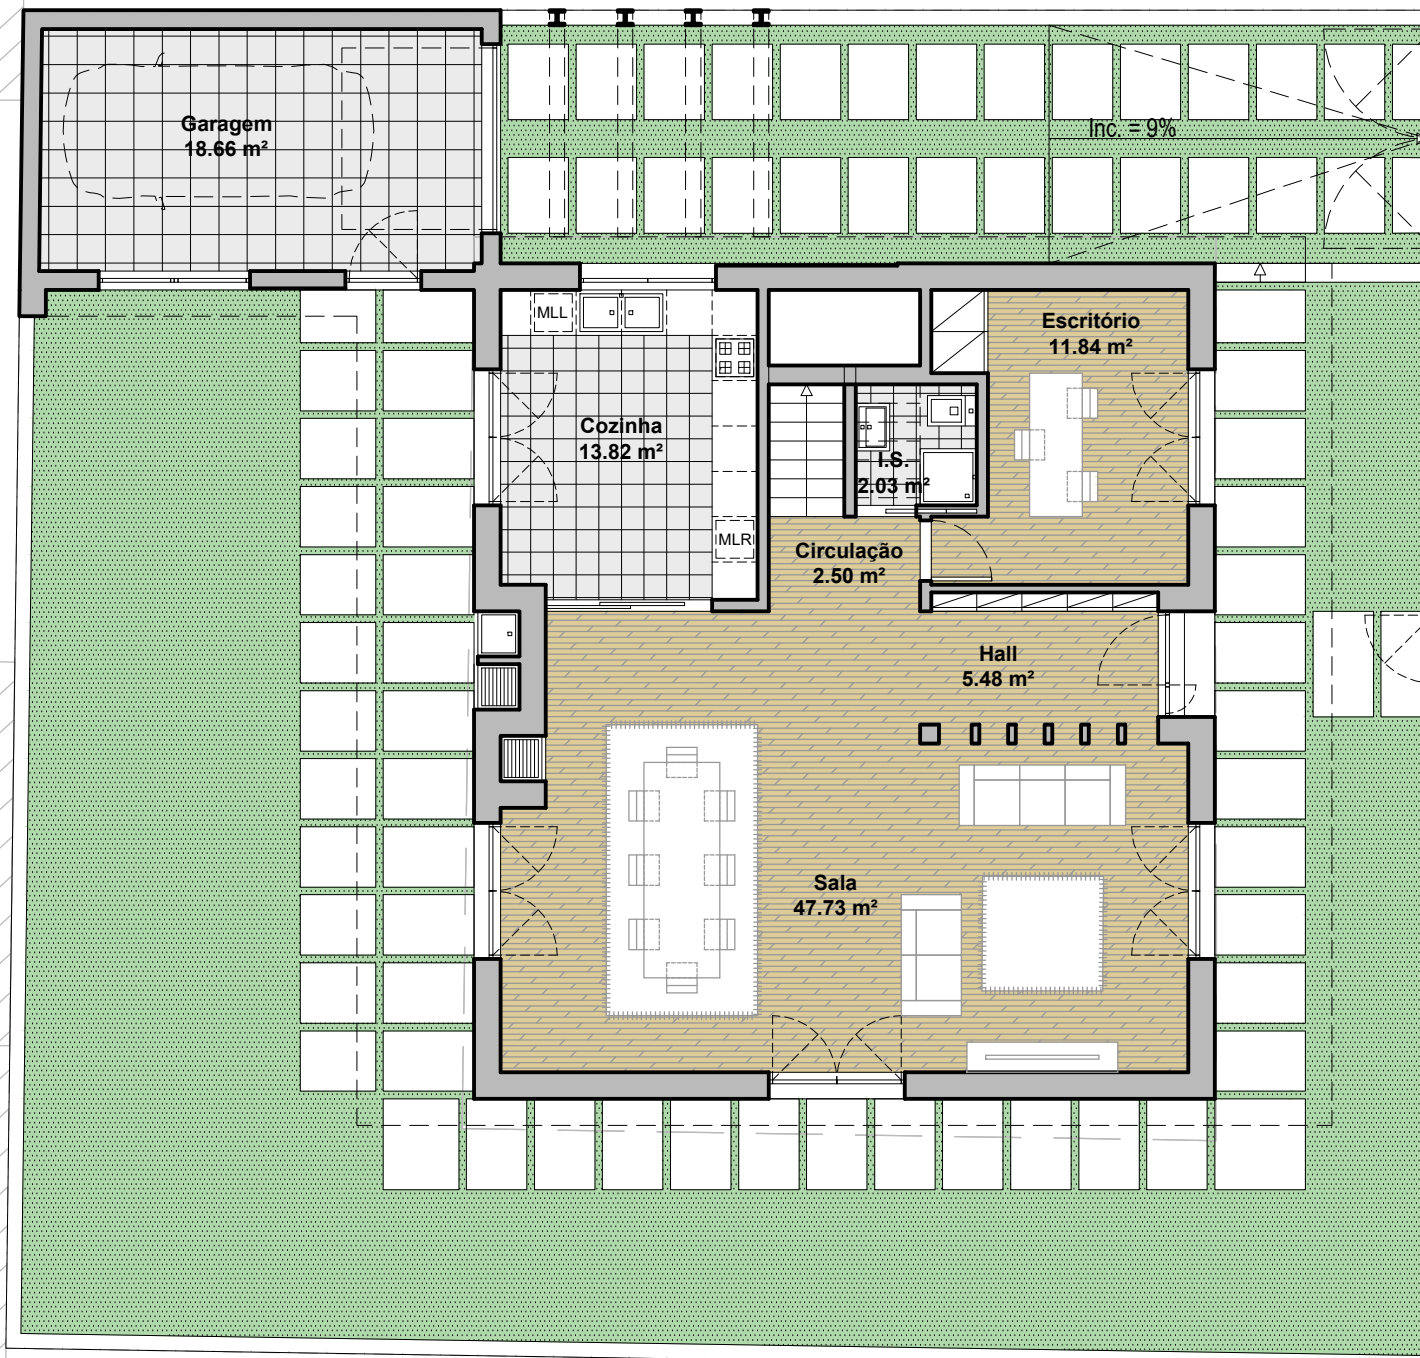 Garagem
18.66 m²
Inc. = 9%
MLL
Escritório
11.84 m²
Cozinha
13.82 m²
I.S.
2.03 m²
MLR
Circulação
2.50 m²
Hall
5.48 m²
Sala
47.73 m²